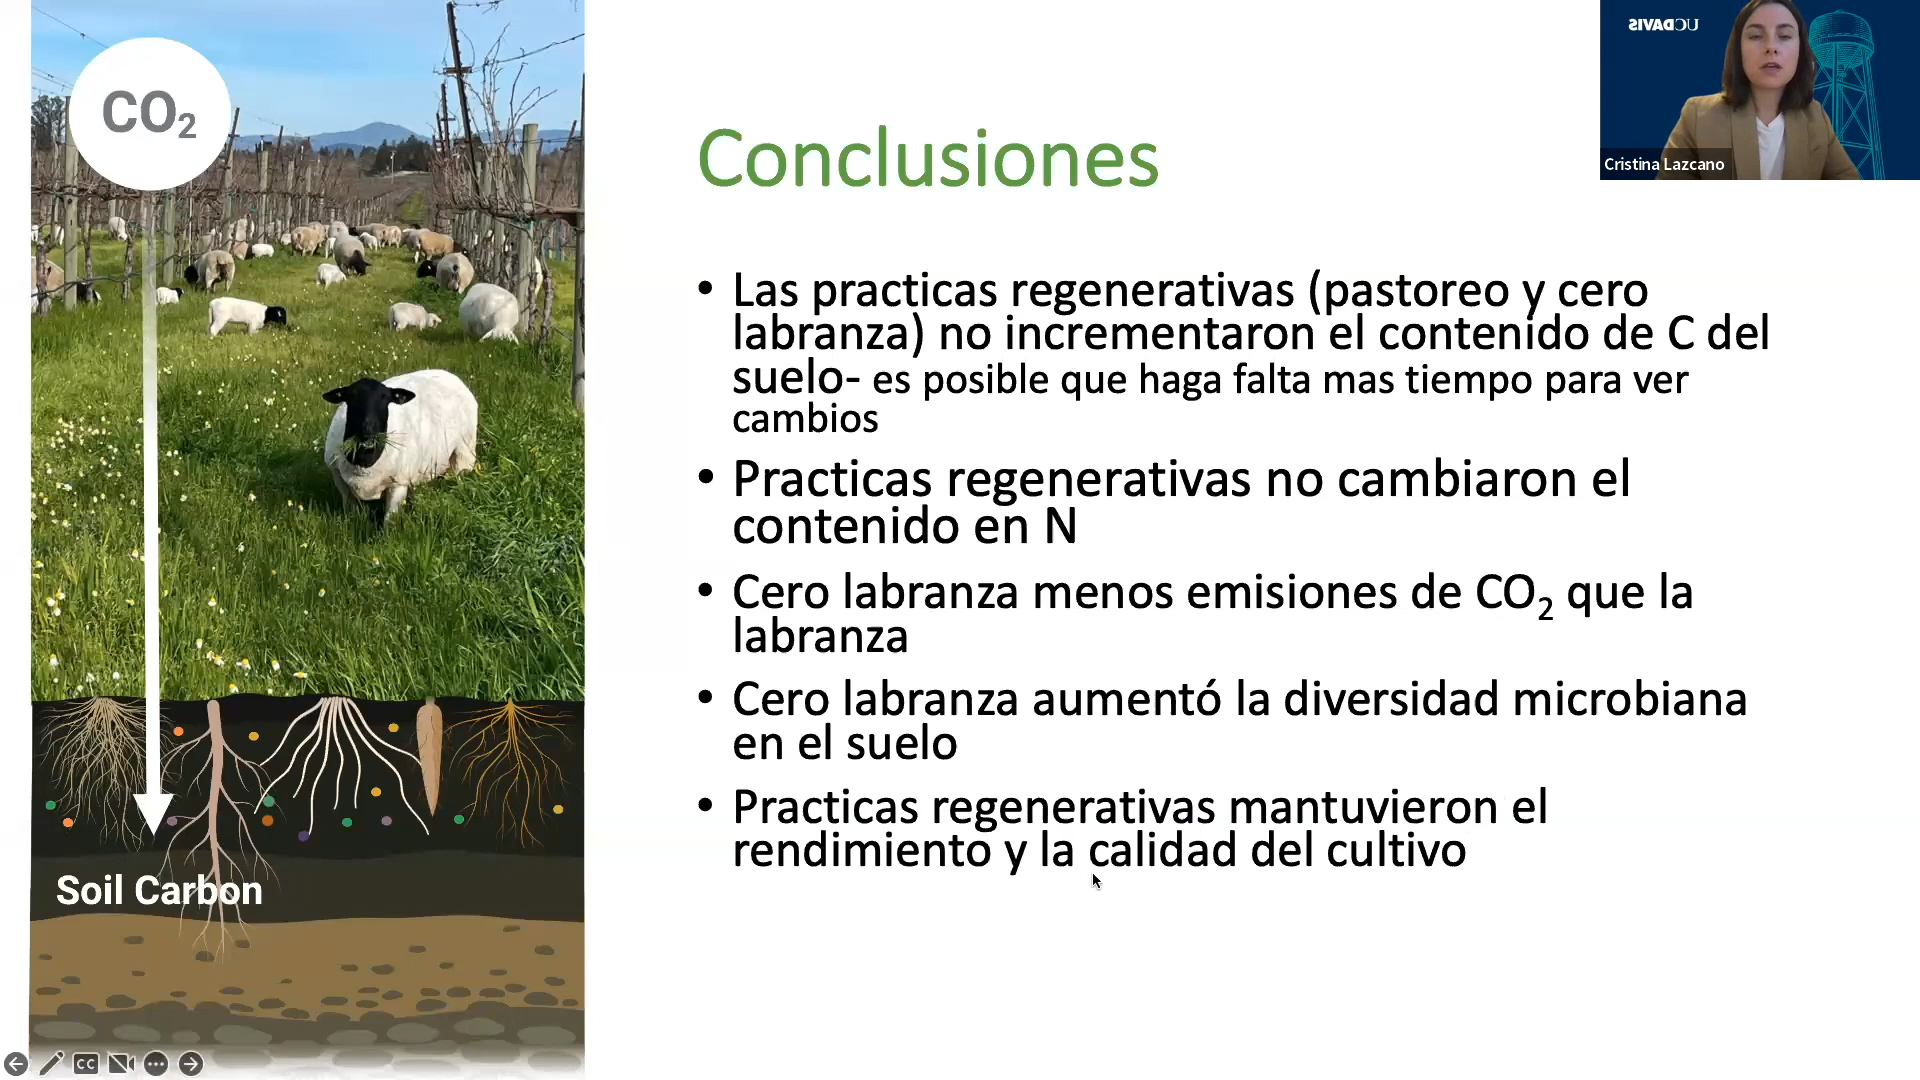 CO₂
Soil Carbon
Conclusiones
• Las practicas regenerativas (pastoreo y cero
labranza) no incrementaron el contenido de C del
suelo- es posible que haga falta mas tiempo para ver
cambios
• Practicas regenerativas no cambiaron el
contenido en N
• Cero labranza menos emisiones de CO₂ que la
labranza
• Cero labranza aumentó la diversidad microbiana
en el suelo
• Practicas regenerativas mantuvieron el
rendimiento y la calidad del cultivo
UCDAVIS
Cristina Lazcano
CC